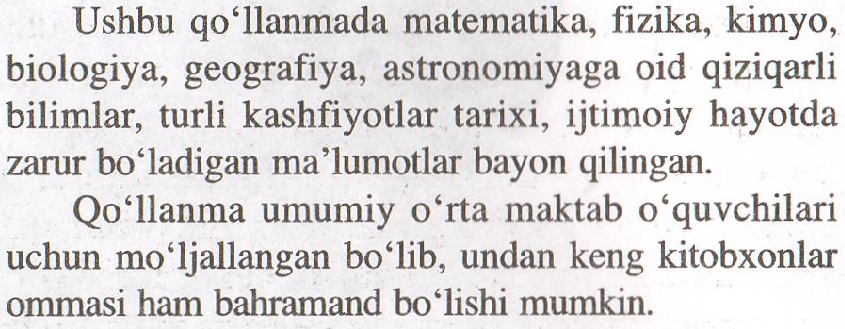 Ushbu qo‘llanmada matematika, fizika, kimyo,
biologiya, geografiya, astronomiyaga oid qiziqarli
bilimlar, turli kashfiyotlar tarixi, ijtimoiy hayotda
zarur bo‘ladigan ma’lumotlar bayon qilingan.
Qo‘llanma umumiy o‘rta maktab o‘quvchilari
uchun mo‘ljallangan bo‘lib, undan keng kitobxonlar
ommasi ham bahramand bo‘lishi mumkin.